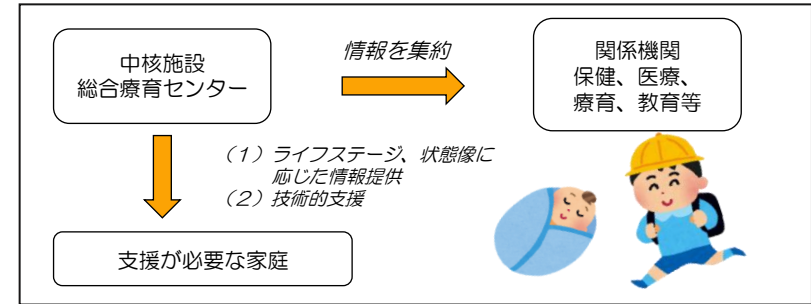 中核施設
総合療育センター
情報を集約
関係機関
保健、医療、
療育、教育等
(1)ライフステージ、状態像に
応じた情報提供
(2)技術的支援
支援が必要な家庭